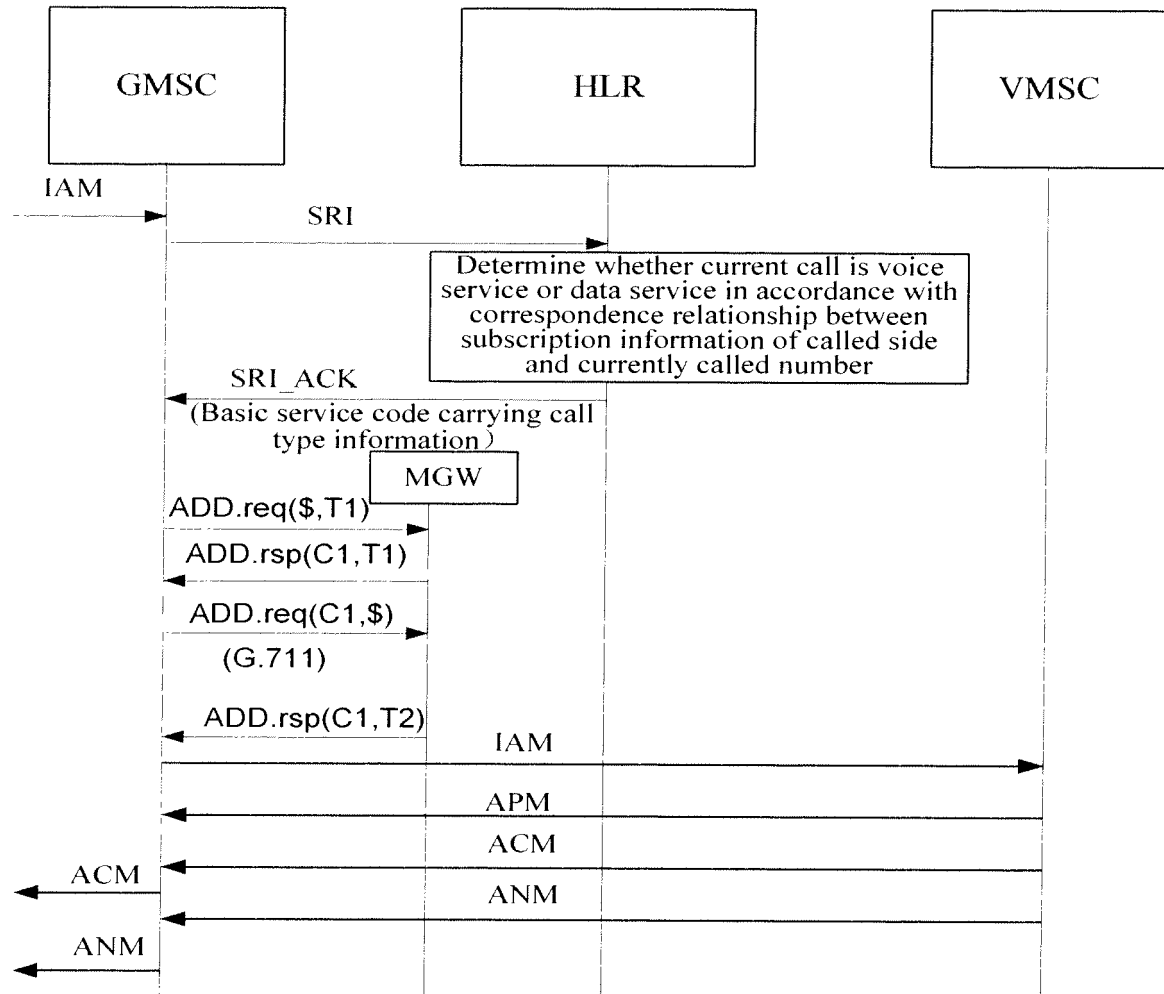 GMSC
HLR
VMSC
IAM
SRI
Determine whether current call is voice
service or data service in accordance with
correspondence relationship between
subscription information of called side
and currently called number
SRI_ACK
(Basic service code carrying call
type information）
MGW
ADD.req($,T1)
ADD.rsp(C1,T1)
ADD.req(C1,$)
(G.711)
ADD.rsp(C1,T2)
IAM
APM
ACM
ACM
ANM
ANM